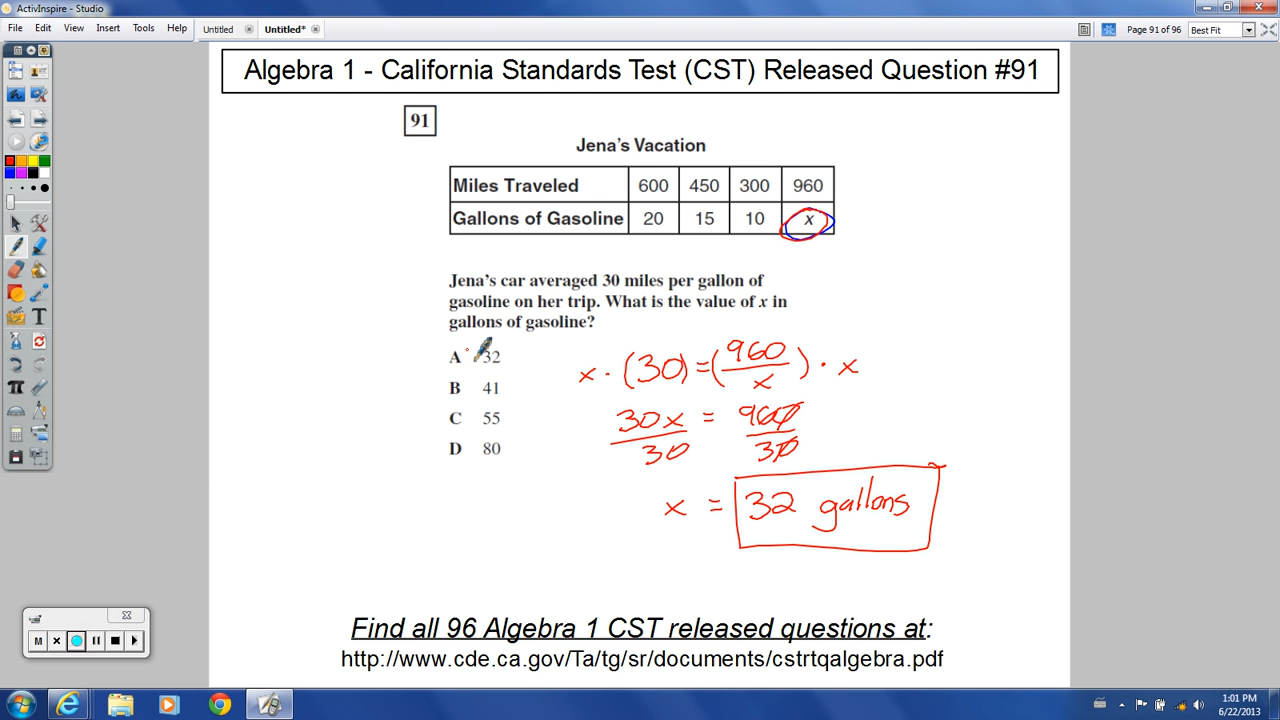 ActivInspire - Studio
File Edit View Insert Tools Help
Untitled
Untitled*
Page 91 of 96
Best Fit
Algebra 1 - California Standards Test (CST) Released Question #91
91
Jena's Vacation
Miles Traveled 600 450 300 960
Gallons of Gasoline 20 15 10 x
Jena's car averaged 30 miles per gallon of
gasoline on her trip. What is the value of x in
gallons of gasoline?
A 32
B 41
C 55
D 80
x · (30) = (960/x) · x
30x/30 = 960/30
x = 32 gallons
Find all 96 Algebra 1 CST released questions at:
http://www.cde.ca.gov/Ta/tg/sr/documents/cstrtqalgebra.pdf
M
1:01 PM
6/22/2013